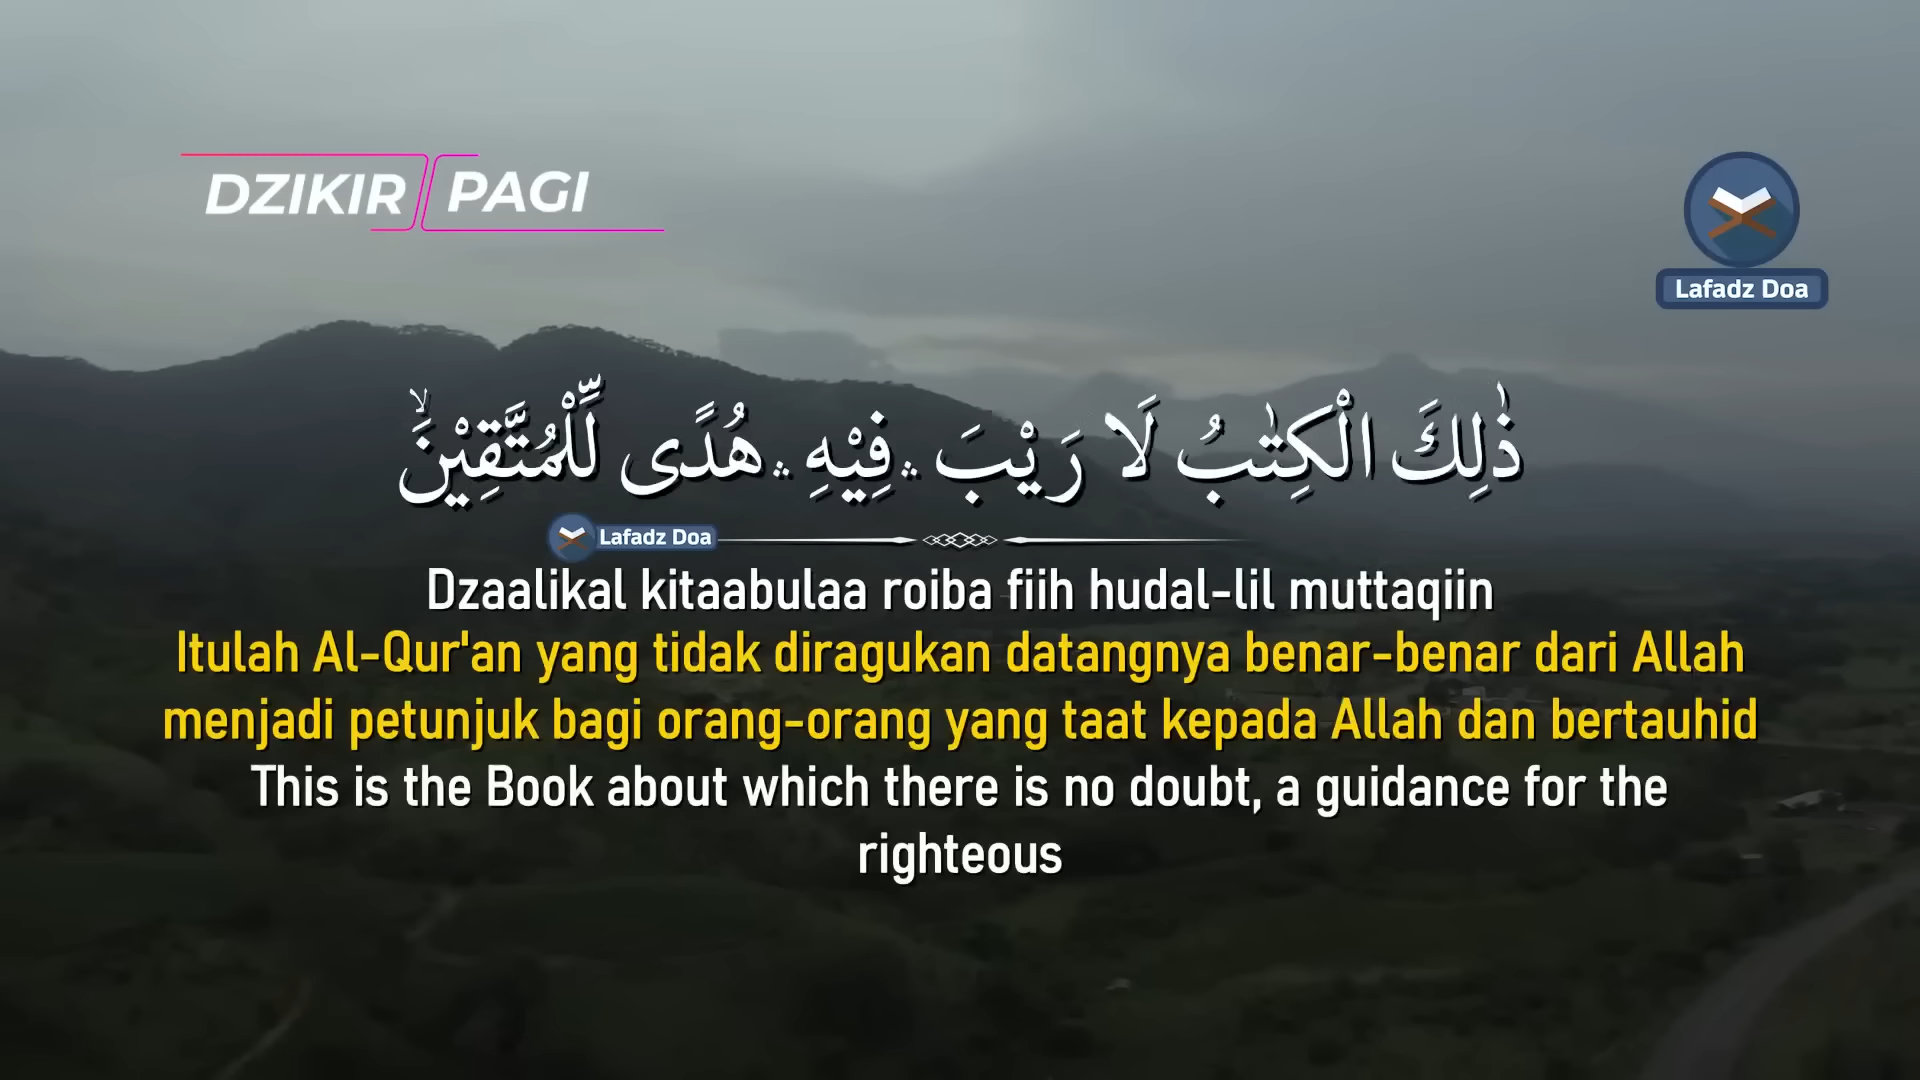 DZIKIR PAGI
Lafadz Doa
ذٰلِكَ الْكِتٰبُ لَا رَيْبَ ۛ فِيْهِ ۛ هُدًى لِّلْمُتَّقِيْنَۙ
Lafadz Doa
Dzaalikal kitaabulaa roiba fiih hudal-lil muttaqiin
Itulah Al-Qur'an yang tidak diragukan datangnya benar-benar dari Allah
menjadi petunjuk bagi orang-orang yang taat kepada Allah dan bertauhid
This is the Book about which there is no doubt, a guidance for the
righteous